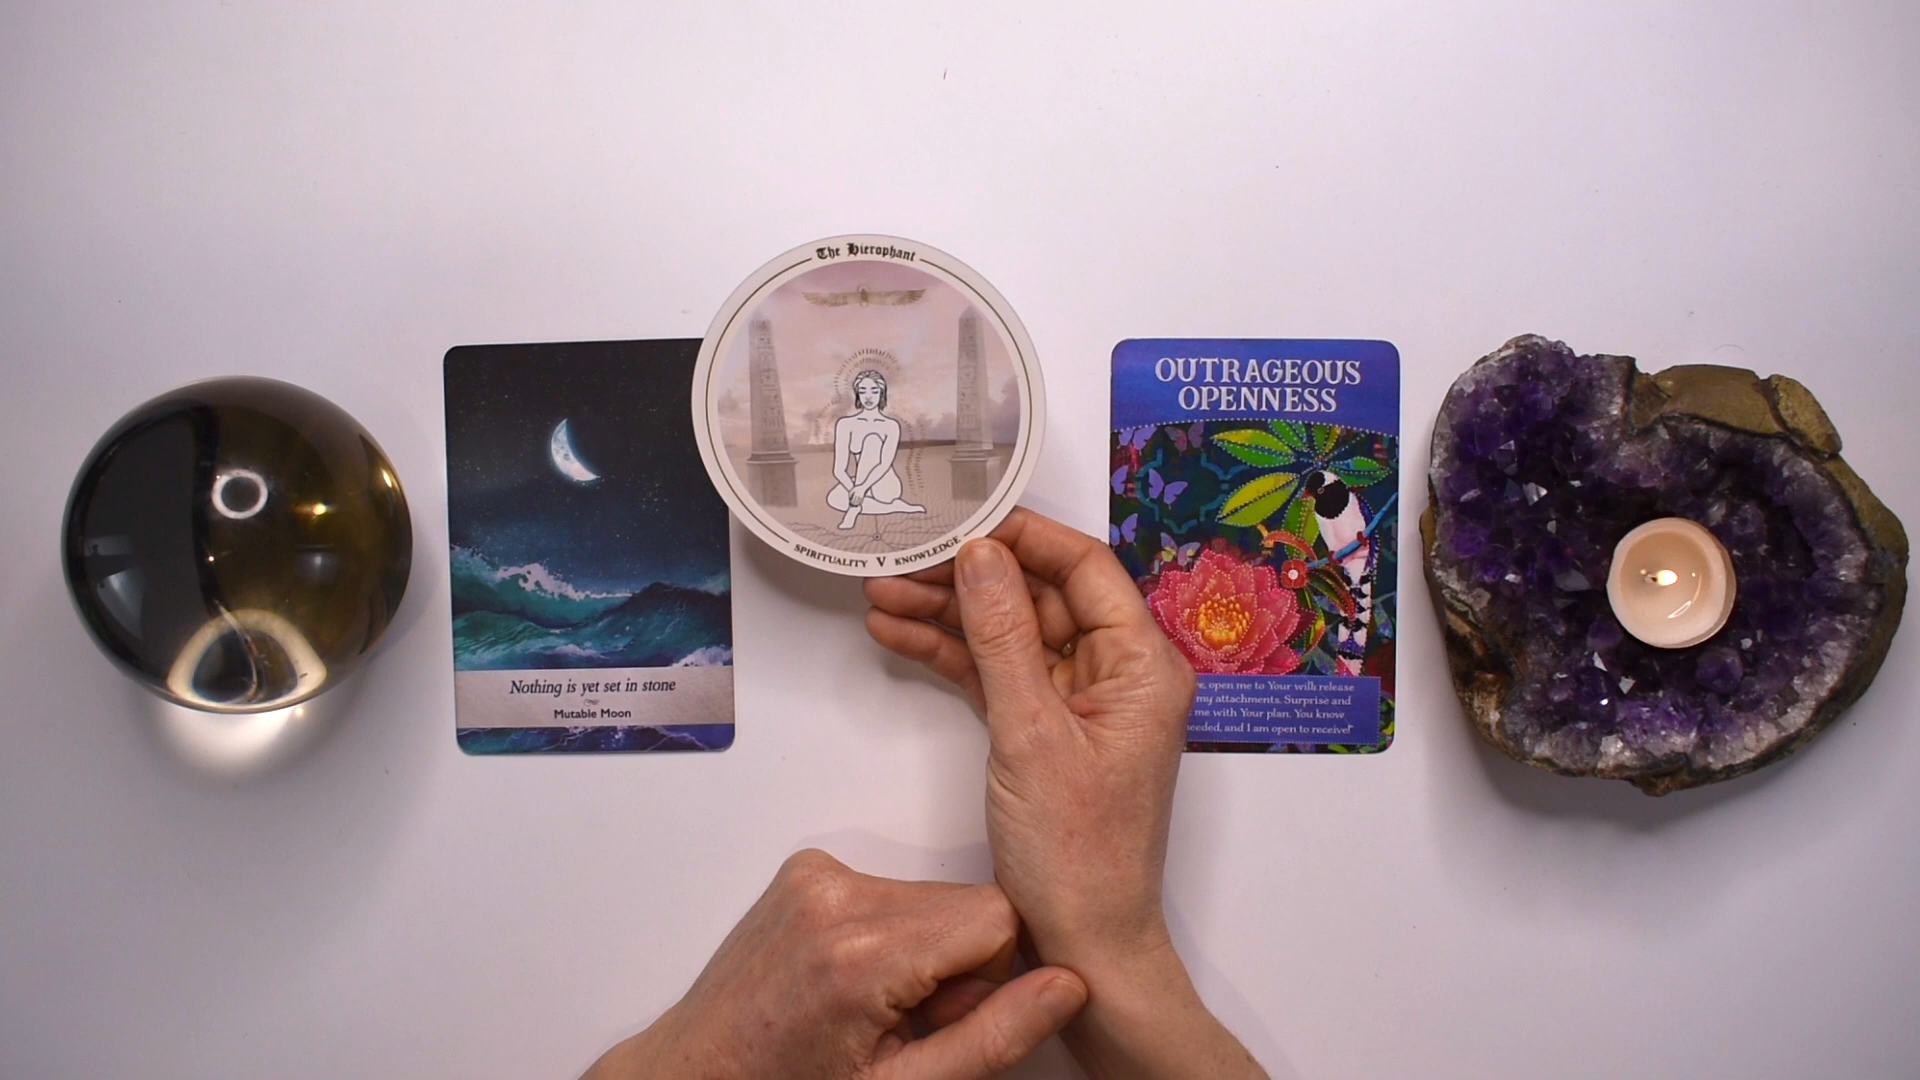 Nothing is yet set in stone
Mutable Moon
The Hierophant
SPIRITUALITY V KNOWLEDGE
OUTRAGEOUS
OPENNESS
open me to Your will, release
my attachments. Surprise and
me with Your plan. You know
and I am open to receive!"